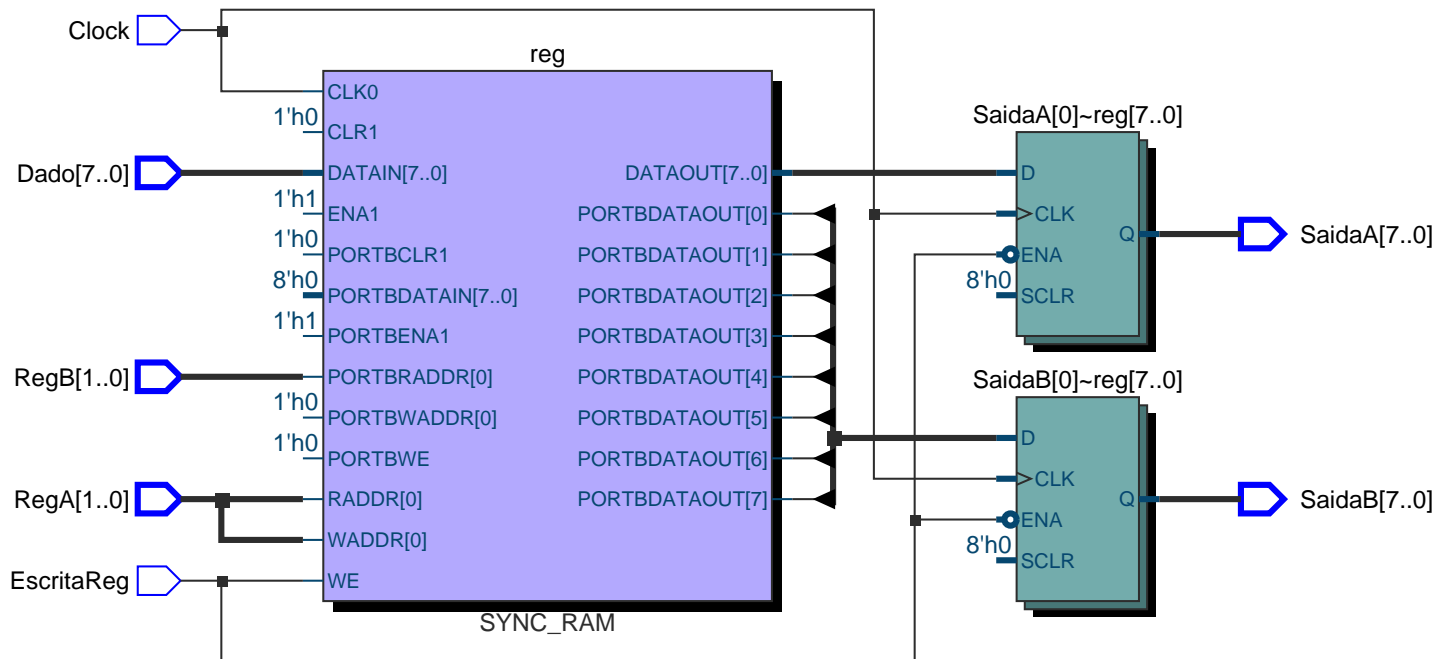 Clock
reg
CLK0
1'h0
CLR1
SaidaA[0]~reg[7..0]
Dado[7..0]
DATAIN[7..0]
DATAOUT[7..0]
D
1'h1
ENA1
PORTBDATAOUT[0]
CLK
1'h0
PORTBCLR1
PORTBDATAOUT[1]
Q
SaidaA[7..0]
ENA
8'h0
PORTBDATAIN[7..0]
PORTBDATAOUT[2]
8'h0
SCLR
1'h1
PORTBENA1
PORTBDATAOUT[3]
RegB[1..0]
PORTBRADDR[0]
PORTBDATAOUT[4]
SaidaB[0]~reg[7..0]
1'h0
PORTBWADDR[0]
PORTBDATAOUT[5]
D
1'h0
PORTBWE
PORTBDATAOUT[6]
CLK
RegA[1..0]
RADDR[0]
PORTBDATAOUT[7]
Q
SaidaB[7..0]
WADDR[0]
ENA
8'h0
SCLR
EscritaReg
WE
SYNC_RAM